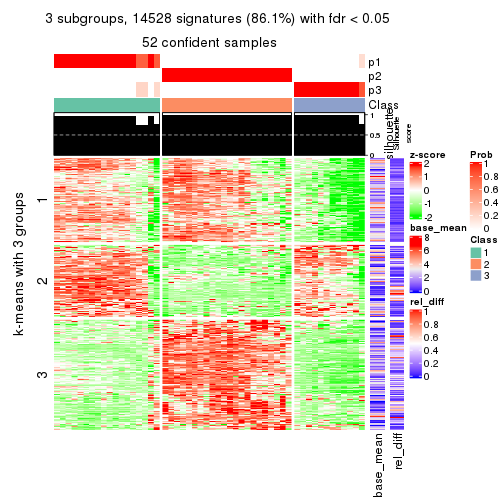 3 subgroups, 14528 signatures (86.1%) with fdr < 0.05
52 confident samples
p1
p2
p3
Class
1
0.5
0
silhouette
Silhouette
score
k-means with 3 groups
1
2
3
base_mean
rel_diff
z-score
2
1
0
-1
-2
base_mean
8
6
4
2
0
rel_diff
1
0.8
0.6
0.4
0.2
0
Prob
1
0.8
0.6
0.4
0.2
0
Class
1
2
3